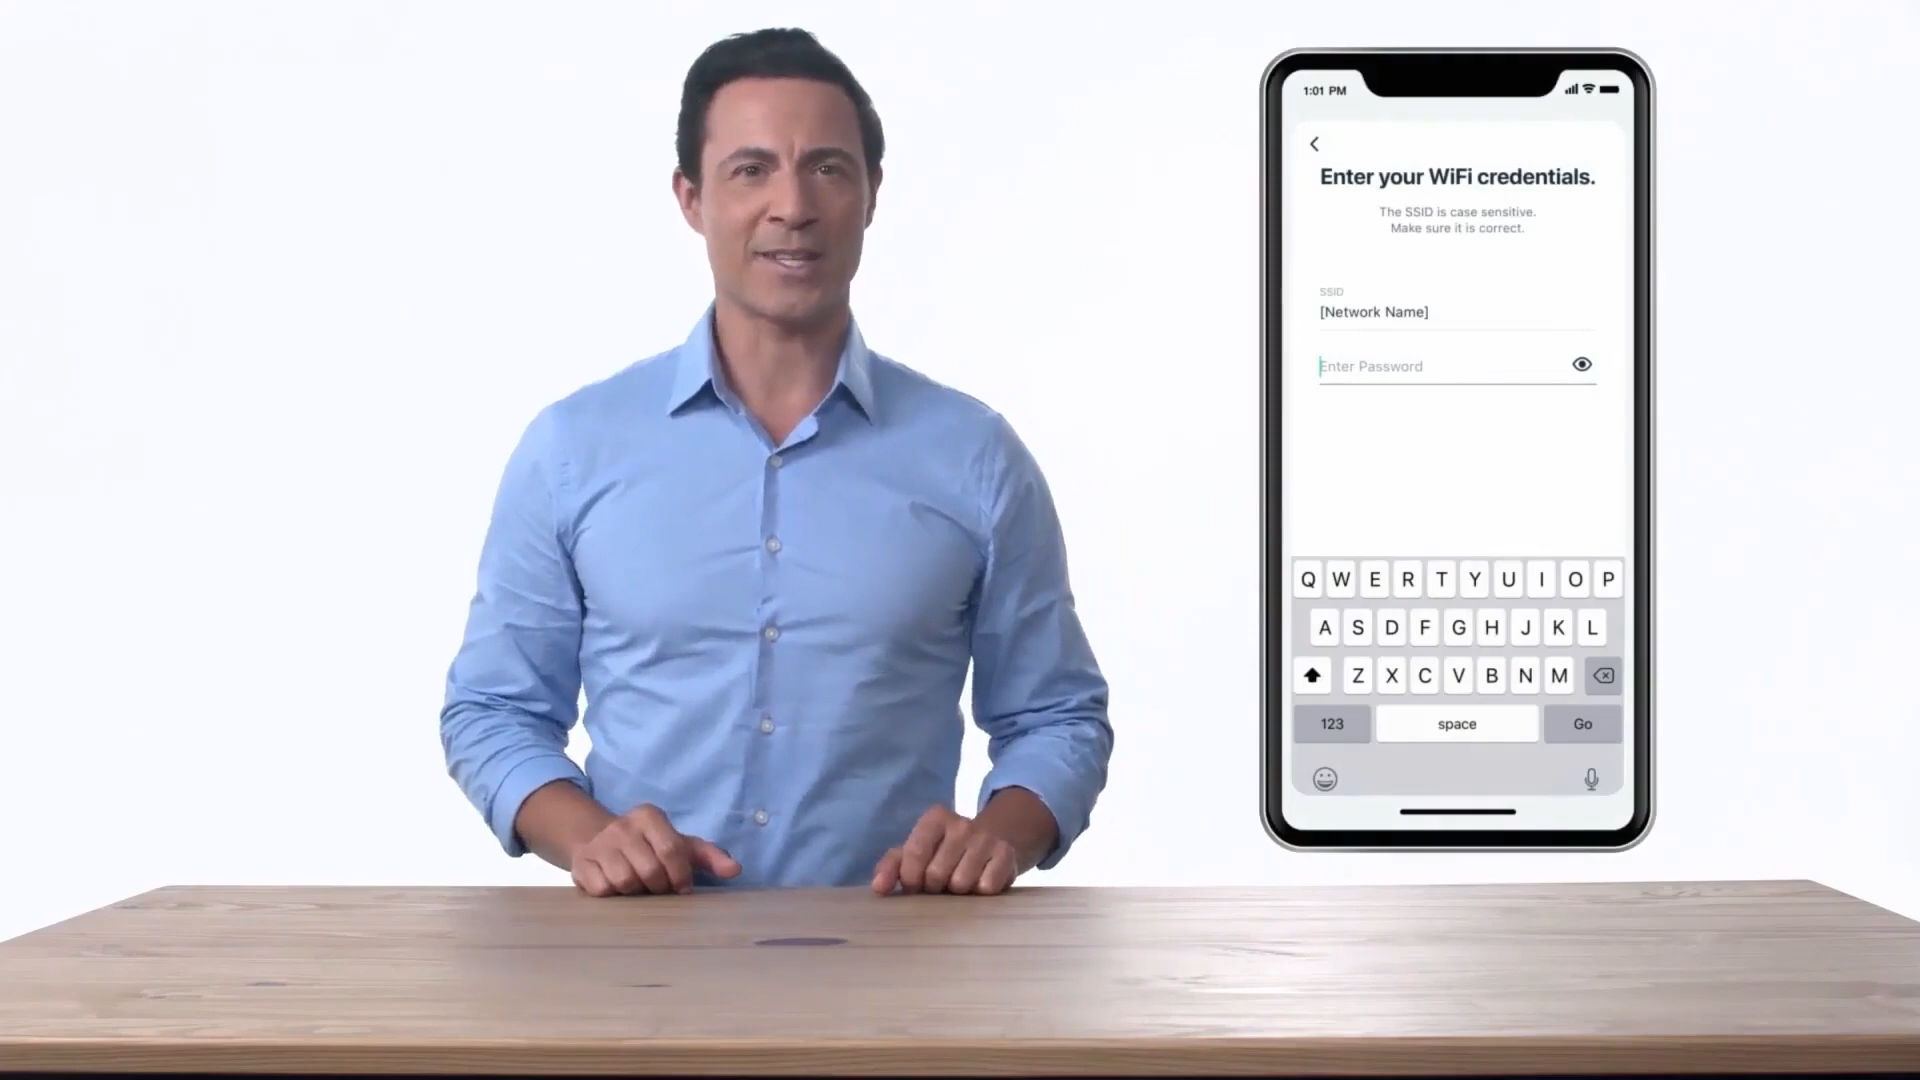 1:01 PM
Enter your WiFi credentials.
The SSID is case sensitive.
Make sure it is correct.
SSID
[Network Name]
Enter Password
Q W E R T Y U I O P
A S D F G H J K L
Z X C V B N M
123 space Go